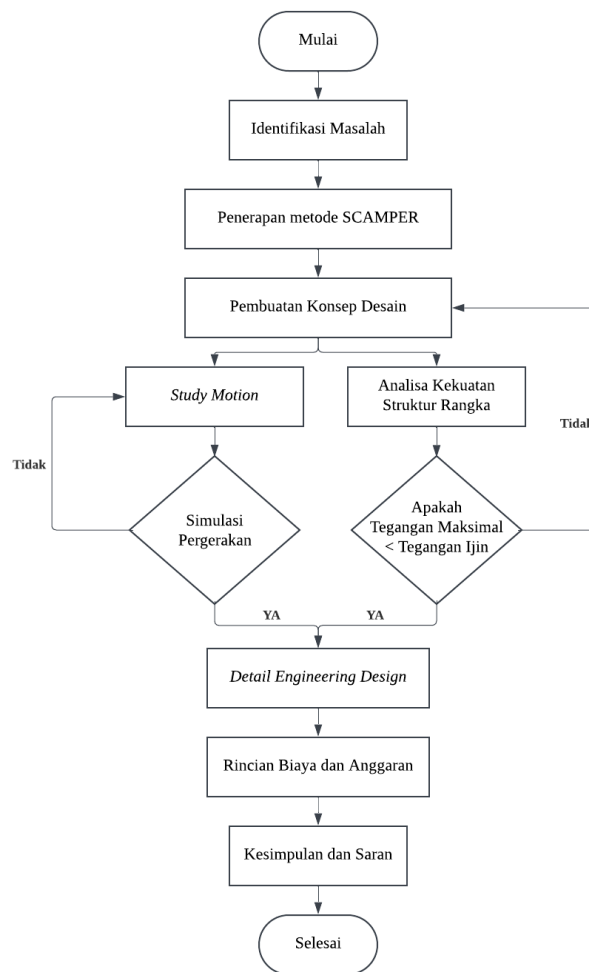 Mulai
Identifikasi Masalah
Penerapan metode SCAMPER
Pembuatan Konsep Desain
Study Motion
Analisa Kekuatan
Struktur Rangka
Tidak
Tidak
Simulasi
Pergerakan
Apakah
Tegangan Maksimal
< Tegangan Ijin
YA
YA
Detail Engineering Design
Rincian Biaya dan Anggaran
Kesimpulan dan Saran
Selesai